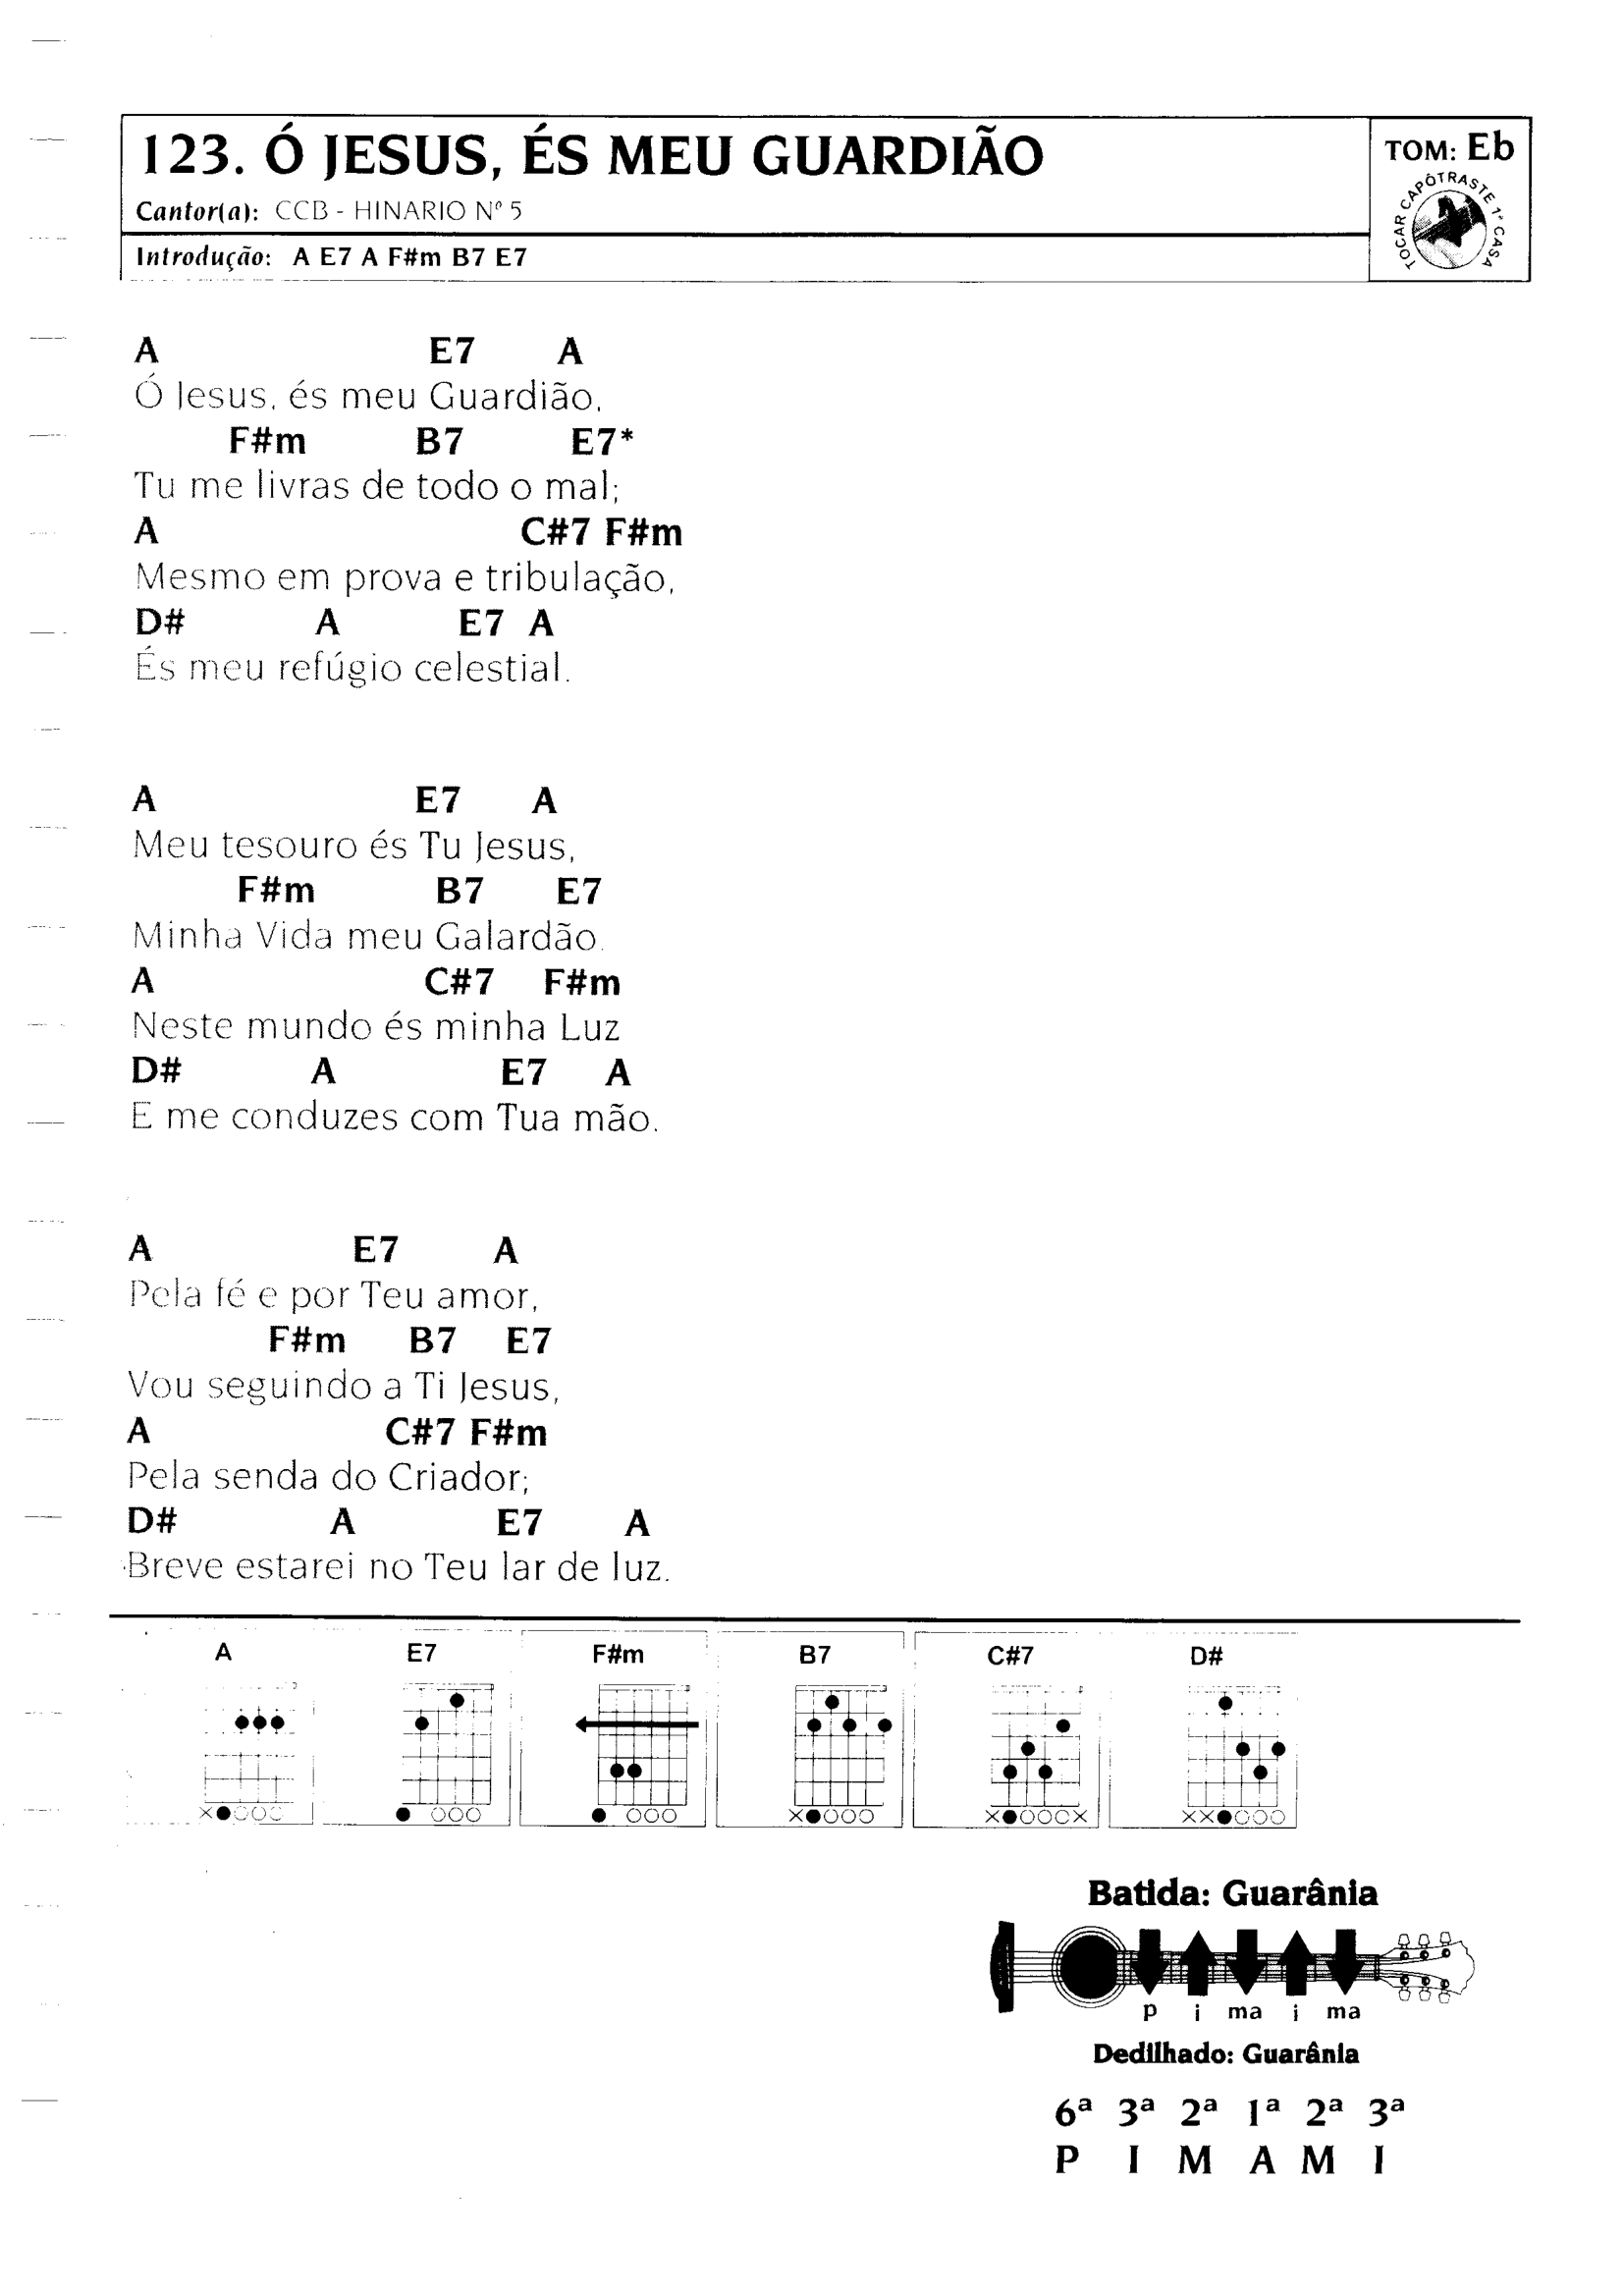 123. Ó JESUS, ÉS MEU GUARDIÃO
Cantor(a): CCB - HINARIO Nº 5
Introdução: A E7 A F#m B7 E7
TOM: Eb
TOCAR CAPÔTRASTE 1ª CASA
A E7 A
Ó Jesus, és meu Guardião,
F#m B7 E7*
Tu me livras de todo o mal;
A C#7 F#m
Mesmo em prova e tribulação,
D# A E7 A
És meu refúgio celestial.
A E7 A
Meu tesouro és Tu Jesus,
F#m B7 E7
Minha Vida meu Galardão.
A C#7 F#m
Neste mundo és minha Luz
D# A E7 A
E me conduzes com Tua mão.
A E7 A
Pela fé e por Teu amor,
F#m B7 E7
Vou seguindo a Ti Jesus,
A C#7 F#m
Pela senda do Criador;
D# A E7 A
Breve estarei no Teu lar de luz.
A E7 F#m B7 C#7 D#
Batida: Guarânia
p i ma i ma
Dedilhado: Guarânia
6ª 3ª 2ª 1ª 2ª 3ª
P I M A M I